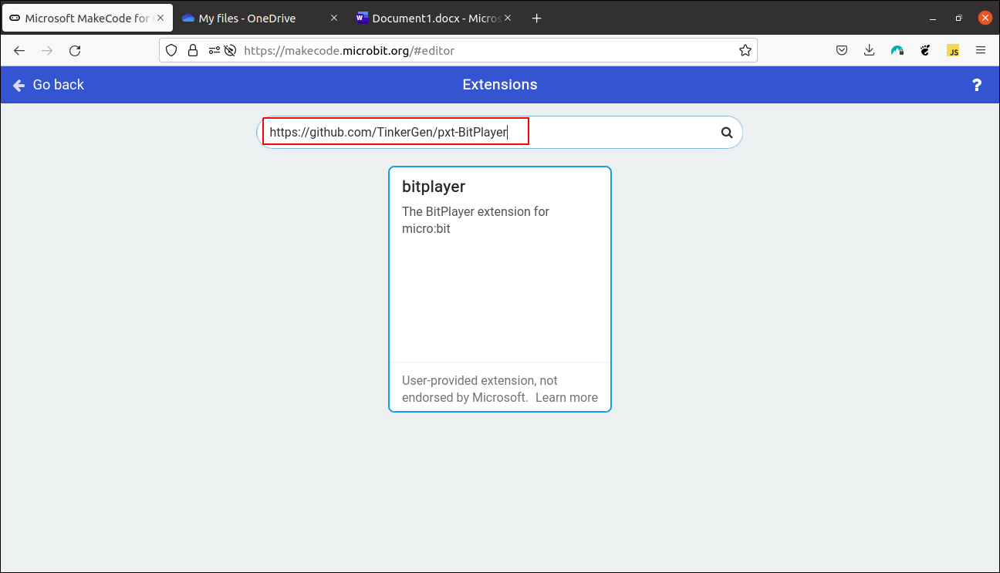 Microsoft MakeCode for
My files - OneDrive
W Document1.docx - Micros
https://makecode.microbit.org/#editor
JS
Go back
Extensions
?
https://github.com/TinkerGen/pxt-BitPlayer
bitplayer
The BitPlayer extension for
micro:bit
User-provided extension, not
endorsed by Microsoft. Learn more